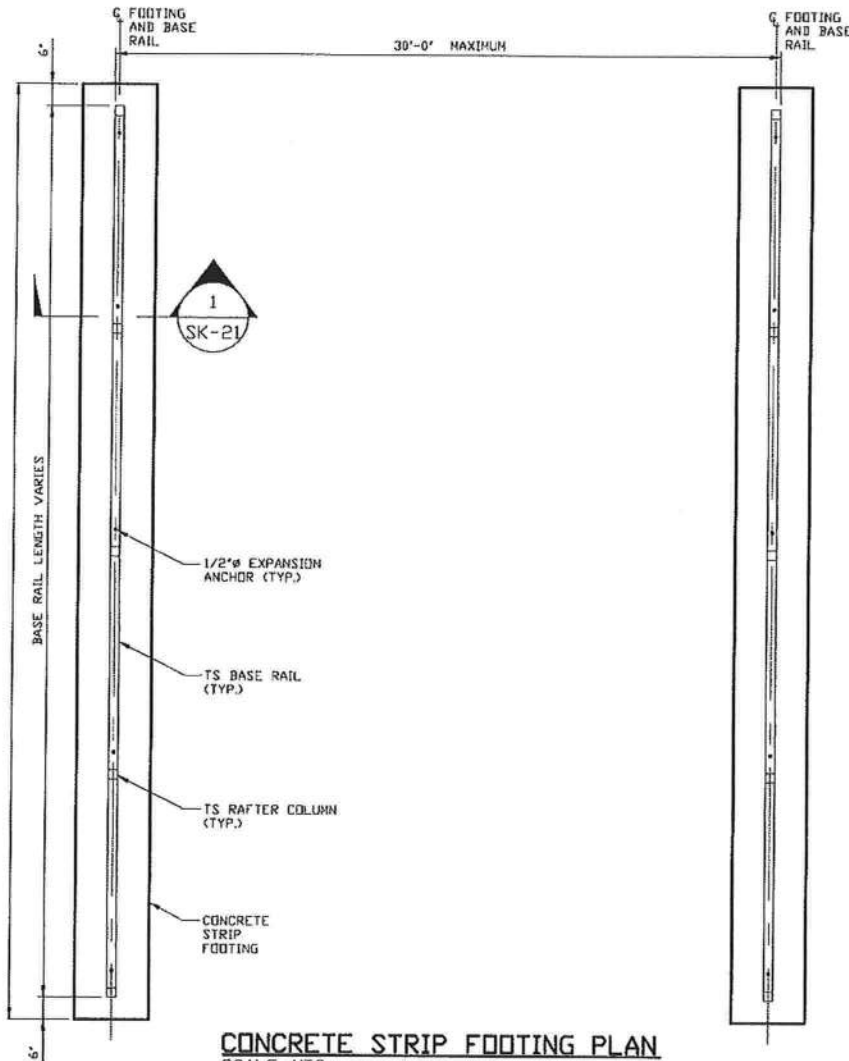 ℄ FOOTING
AND BASE
RAIL
℄ FOOTING
AND BASE
RAIL
6"
30'-0" MAXIMUM
1
SK-21
BASE RAIL LENGTH VARIES
1/2"ø EXPANSION
ANCHOR (TYP.)
TS BASE RAIL
(TYP.)
TS RAFTER COLUMN
(TYP.)
CONCRETE
STRIP
FOOTING
6"
CONCRETE STRIP FOOTING PLAN